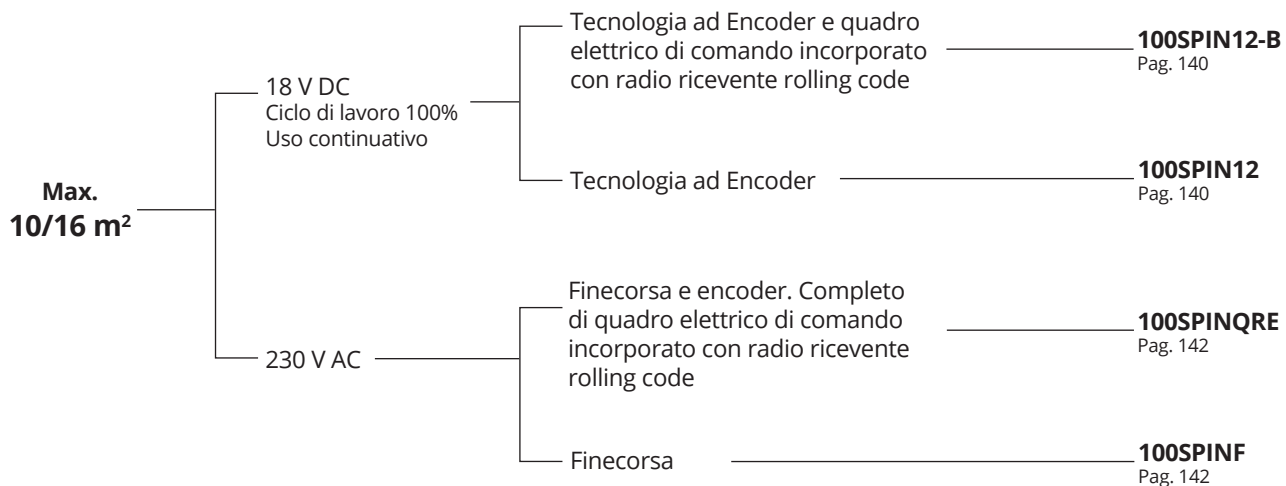 Max.
10/16 m²
18 V DC
Ciclo di lavoro 100%
Uso continuativo
Tecnologia ad Encoder e quadro
elettrico di comando incorporato
con radio ricevente rolling code
100SPIN12-B
Pag. 140
Tecnologia ad Encoder
100SPIN12
Pag. 140
230 V AC
Finecorsa e encoder. Completo
di quadro elettrico di comando
incorporato con radio ricevente
rolling code
100SPINQRE
Pag. 142
Finecorsa
100SPINF
Pag. 142